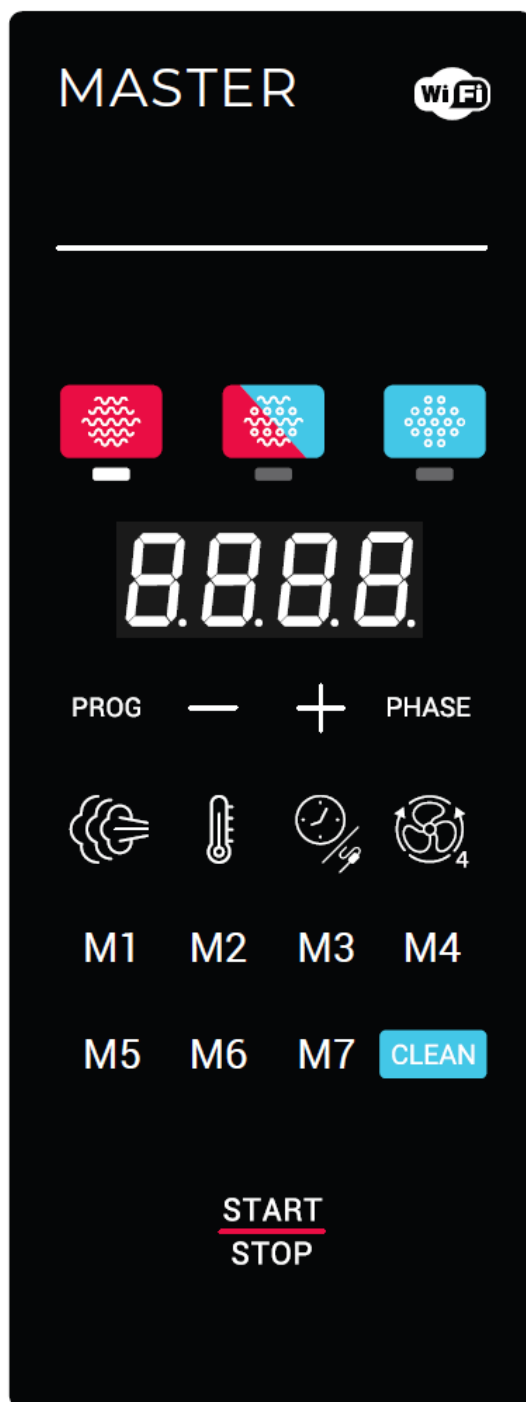 MASTER WiFi
8.8.8.8.
PROG — + PHASE
4
M1 M2 M3 M4
M5 M6 M7 CLEAN
START
STOP